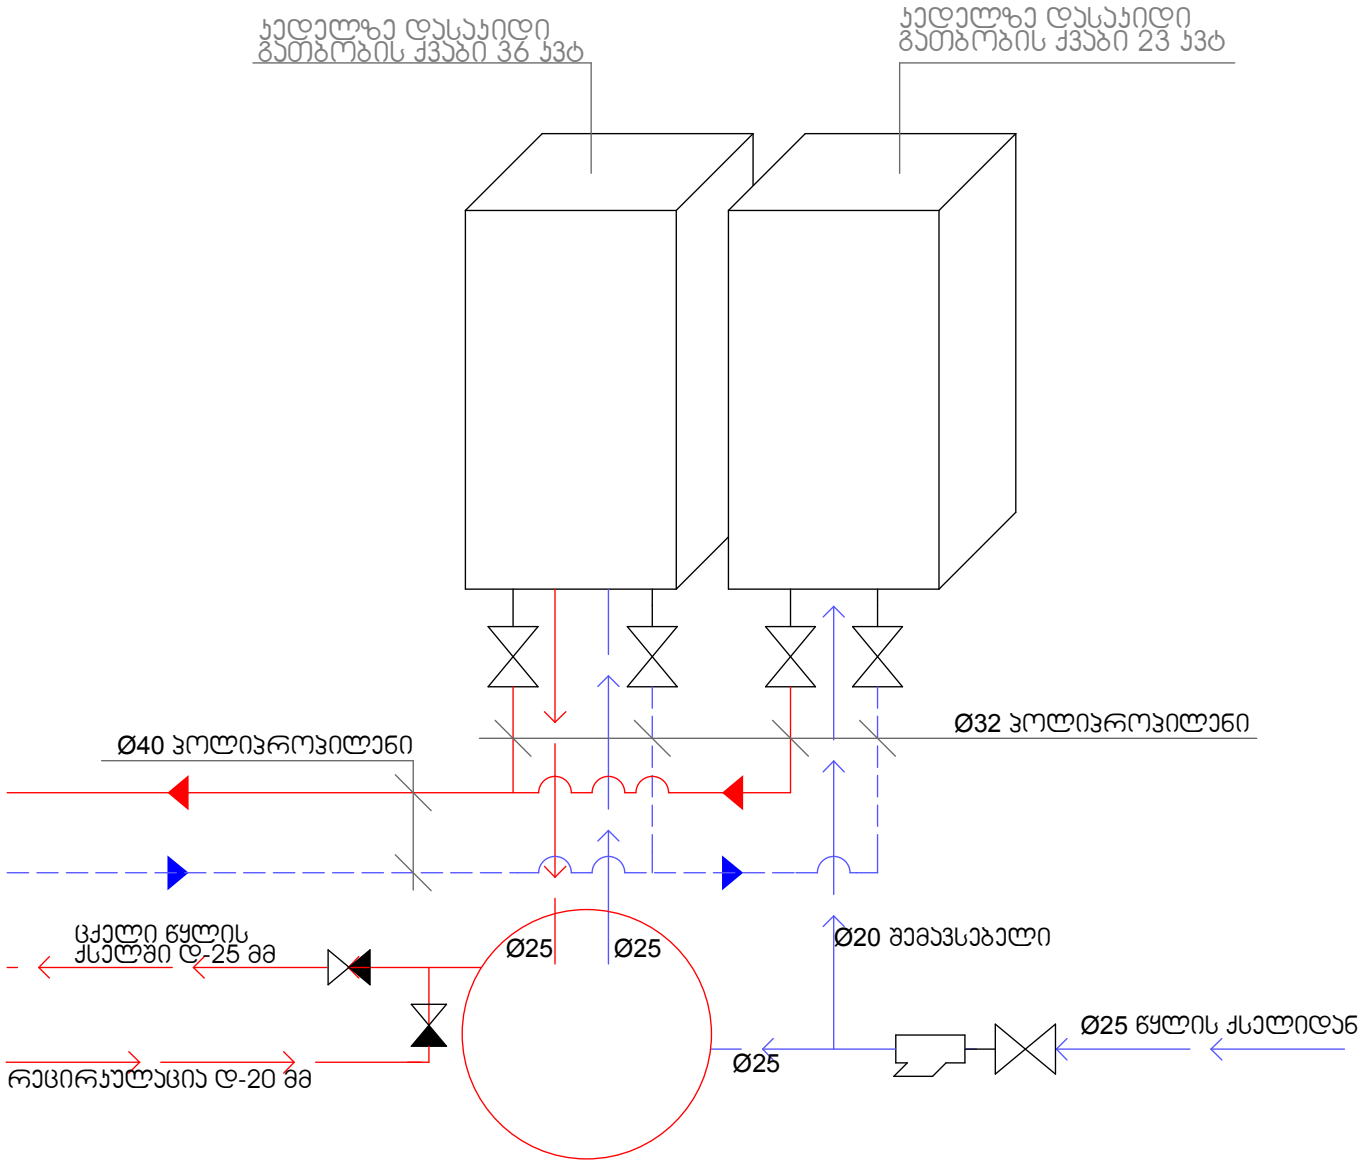 კედელზე დასაკიდი
გათბობის ქვაბი 36 კვტ
კედელზე დასაკიდი
გათბობის ქვაბი 23 კვტ
Ø32 პოლიპროპილენი
Ø40 პოლიპროპილენი
ცხელი წყლის
ქსელში დ-25 მმ
Ø25
Ø25
Ø20 შემავსებელი
Ø25 წყლის ქსელიდან
Ø25
რეცირკულაცია დ-20 მმ